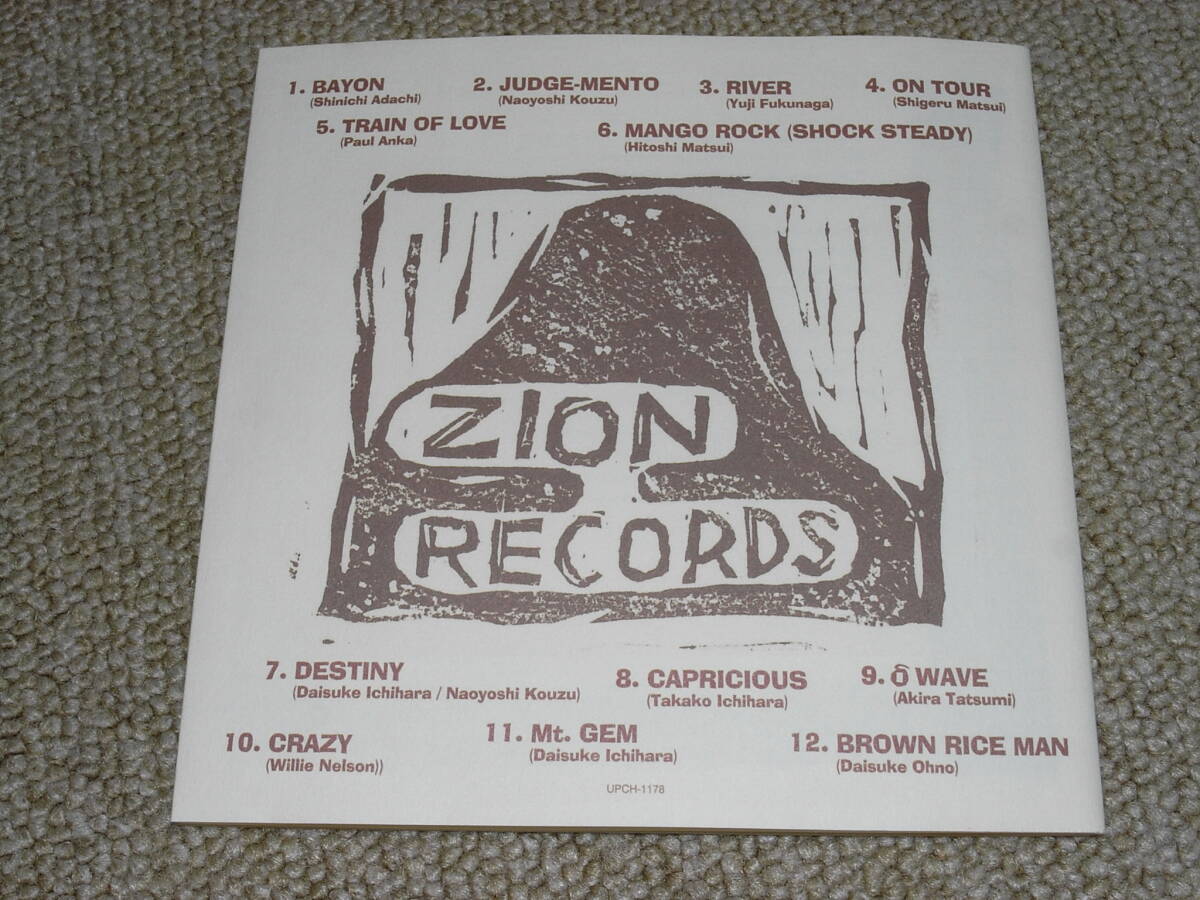 1. BAYON
(Shinichi Adachi)
2. JUDGE-MENTO
(Naoyoshi Kouzu)
3. RIVER
(Yuji Fukunaga)
4. ON TOUR
(Shigeru Matsui)
5. TRAIN OF LOVE
(Paul Anka)
6. MANGO ROCK (SHOCK STEADY)
(Hitoshi Matsui)
ZION
RECORDS
7. DESTINY
(Daisuke Ichihara / Naoyoshi Kouzu)
8. CAPRICIOUS
(Takako Ichihara)
9. δ WAVE
(Akira Tatsumi)
10. CRAZY
(Willie Nelson))
11. Mt. GEM
(Daisuke Ichihara)
12. BROWN RICE MAN
(Daisuke Ohno)
UPCH-1178